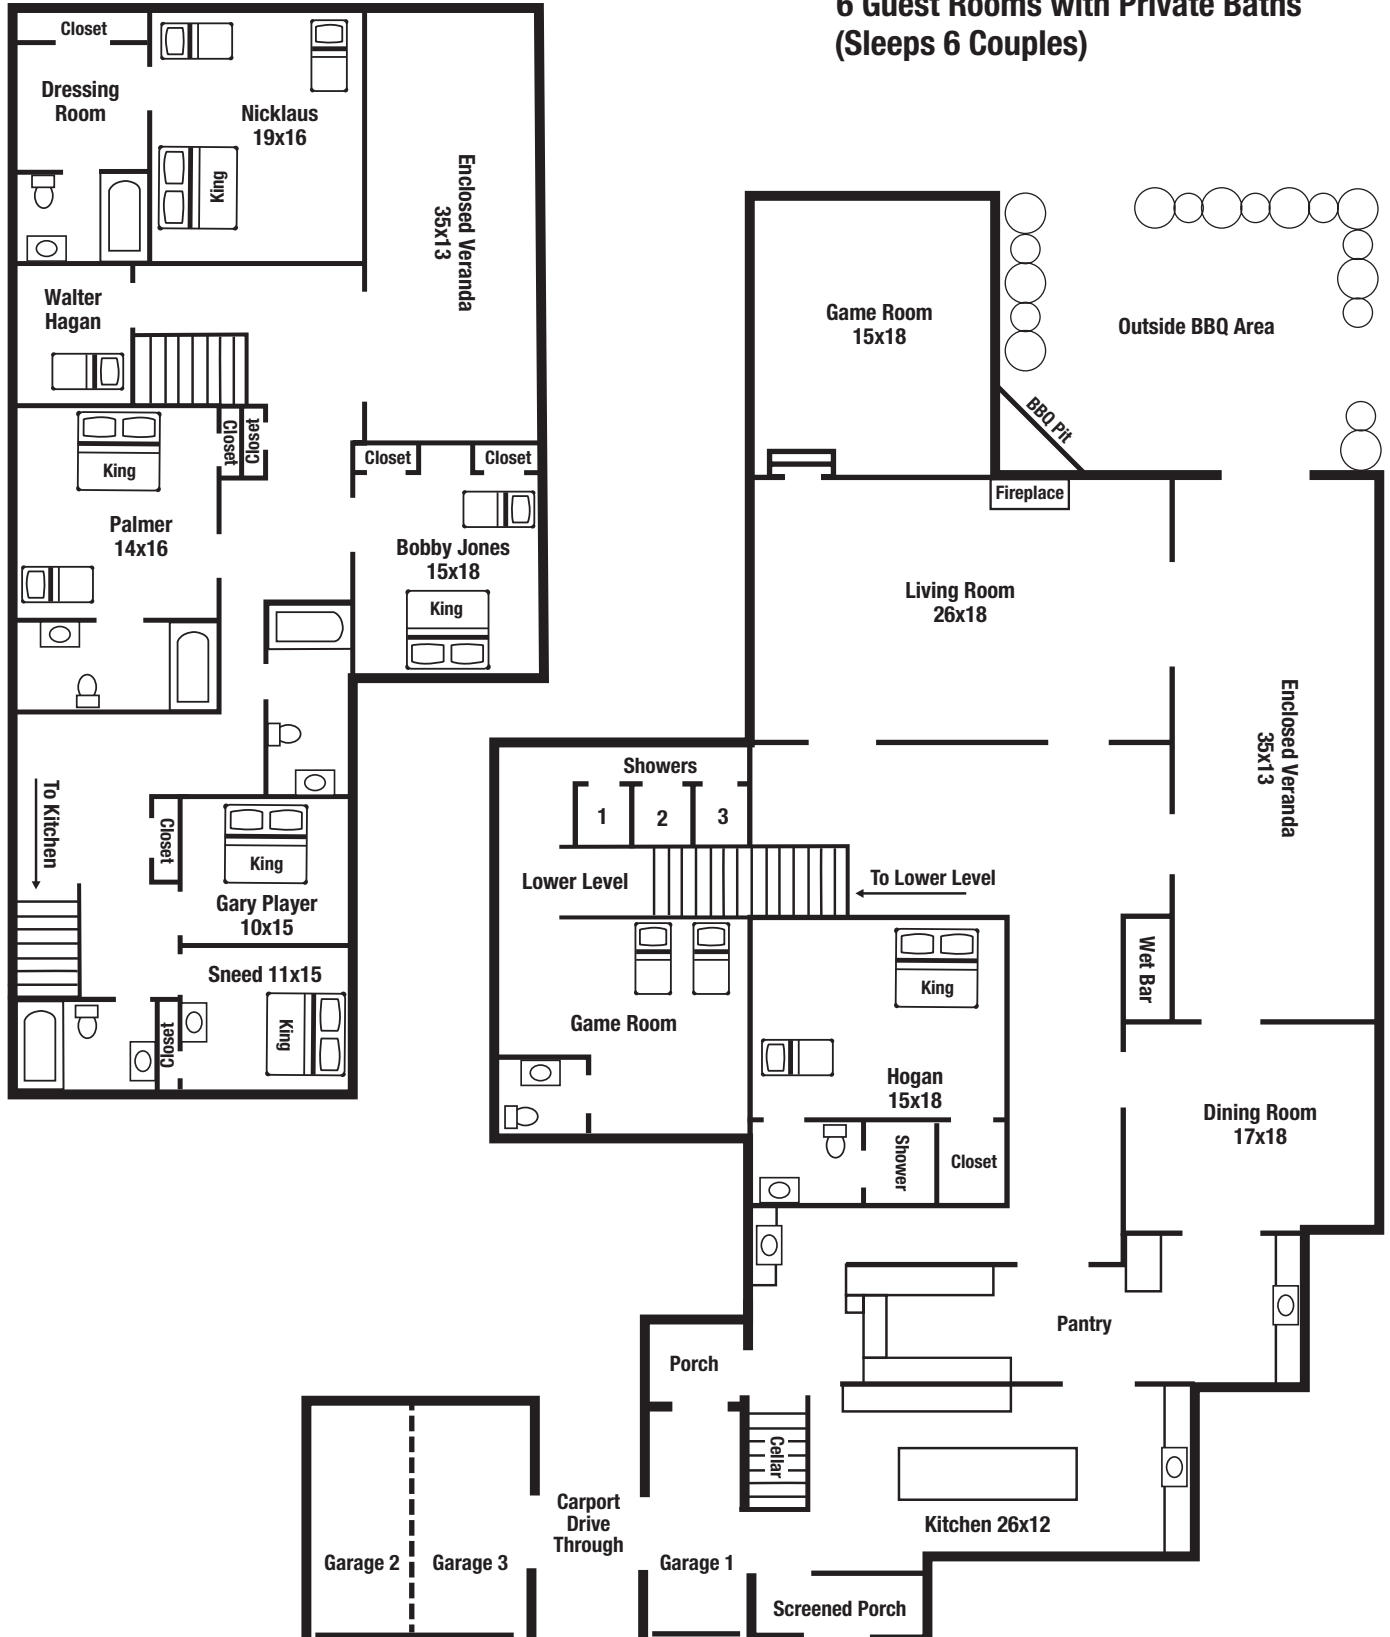 6 Guest Rooms with Private Baths
(Sleeps 6 Couples)
Closet
Dressing
Room
Nicklaus
19x16
King
Enclosed Veranda
35x13
Walter
Hagan
Closet
Closet
King
Palmer
14x16
Closet
Closet
Bobby Jones
15x18
King
To Kitchen
Closet
King
Gary Player
10x15
Sneed 11x15
King
Closet
Game Room
15x18
Outside BBQ Area
BBQ Pit
Fireplace
Living Room
26x18
Enclosed Veranda
35x13
Showers
1
2
3
Lower Level
To Lower Level
Wet Bar
King
Game Room
Hogan
15x18
Shower
Closet
Dining Room
17x18
Pantry
Porch
Cellar
Kitchen 26x12
Carport
Drive
Through
Garage 2
Garage 3
Garage 1
Screened Porch